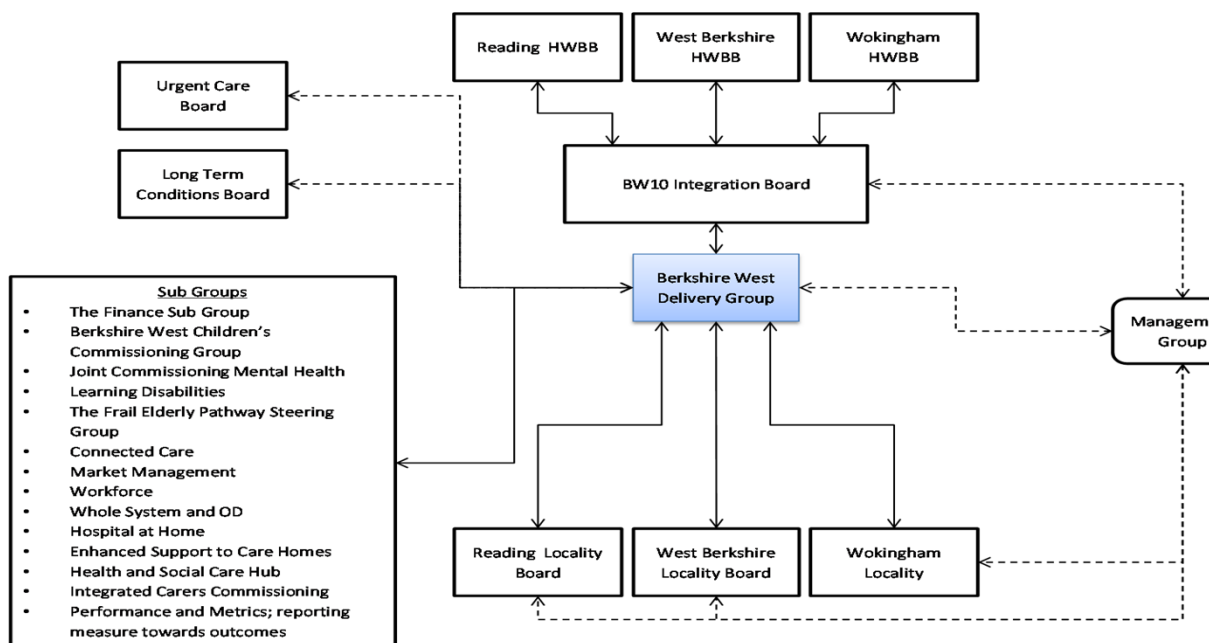 Reading HWBB
West Berkshire
HWBB
Wokingham
HWBB
Urgent Care
Board
Long Term
Conditions Board
BW10 Integration Board
Berkshire West
Delivery Group
Managem
Group
Sub Groups
• The Finance Sub Group
• Berkshire West Children's
Commissioning Group
• Joint Commissioning Mental Health
• Learning Disabilities
• The Frail Elderly Pathway Steering
Group
• Connected Care
• Market Management
• Workforce
• Whole System and OD
• Hospital at Home
• Enhanced Support to Care Homes
• Health and Social Care Hub
• Integrated Carers Commissioning
• Performance and Metrics; reporting
measure towards outcomes
Reading Locality
Board
West Berkshire
Locality Board
Wokingham
Locality